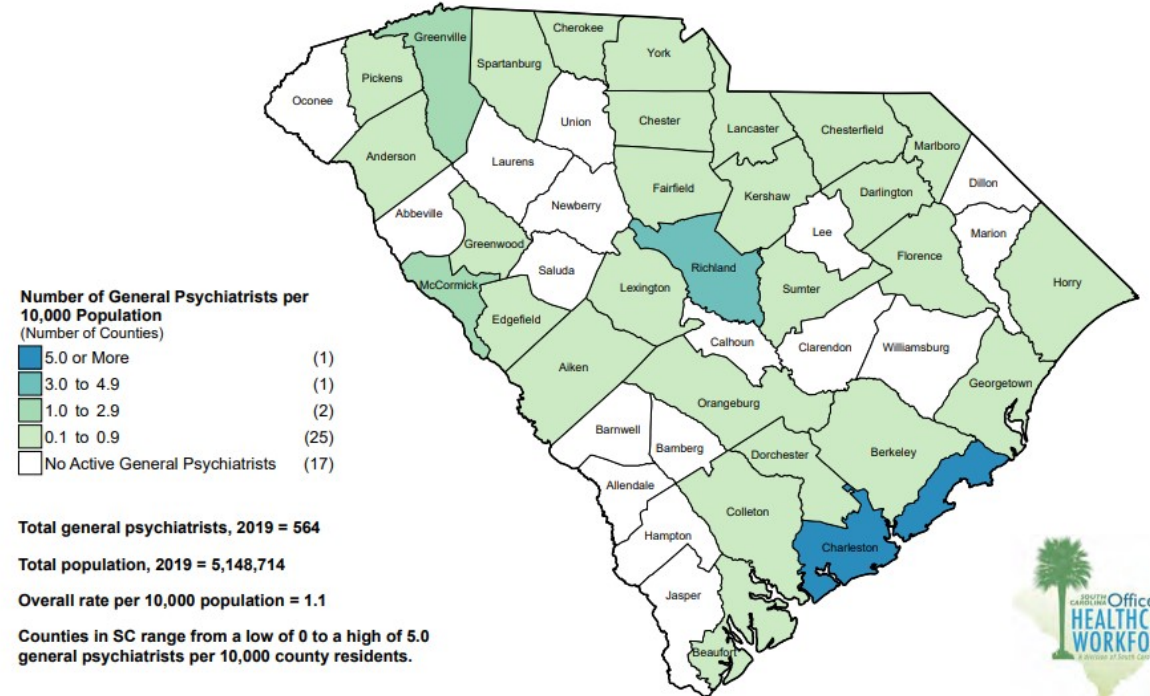 Cherokee
Greenville
York
Spartanburg
Pickens
Oconee
Union
Chester
Lancaster
Chesterfield
Marlboro
Anderson
Laurens
Dillon
Fairfield
Kershaw
Darlington
Newberry
Abbeville
Lee
Marion
Greenwood
Florence
Saluda
Richland
Horry
McCormick
Lexington
Sumter
Edgefield
Calhoun
Clarendon
Williamsburg
Aiken
Georgetown
Orangeburg
Barnwell
Bamberg
Dorchester
Berkeley
Allendale
Colleton
Hampton
Charleston
Jasper
Beaufort
Number of General Psychiatrists per
10,000 Population
(Number of Counties)
5.0 or More (1)
3.0 to 4.9 (1)
1.0 to 2.9 (2)
0.1 to 0.9 (25)
No Active General Psychiatrists (17)
Total general psychiatrists, 2019 = 564
Total population, 2019 = 5,148,714
Overall rate per 10,000 population = 1.1
Counties in SC range from a low of 0 to a high of 5.0
general psychiatrists per 10,000 county residents.
SOUTH
CAROLINA Office
HEALTHC
WORKFO